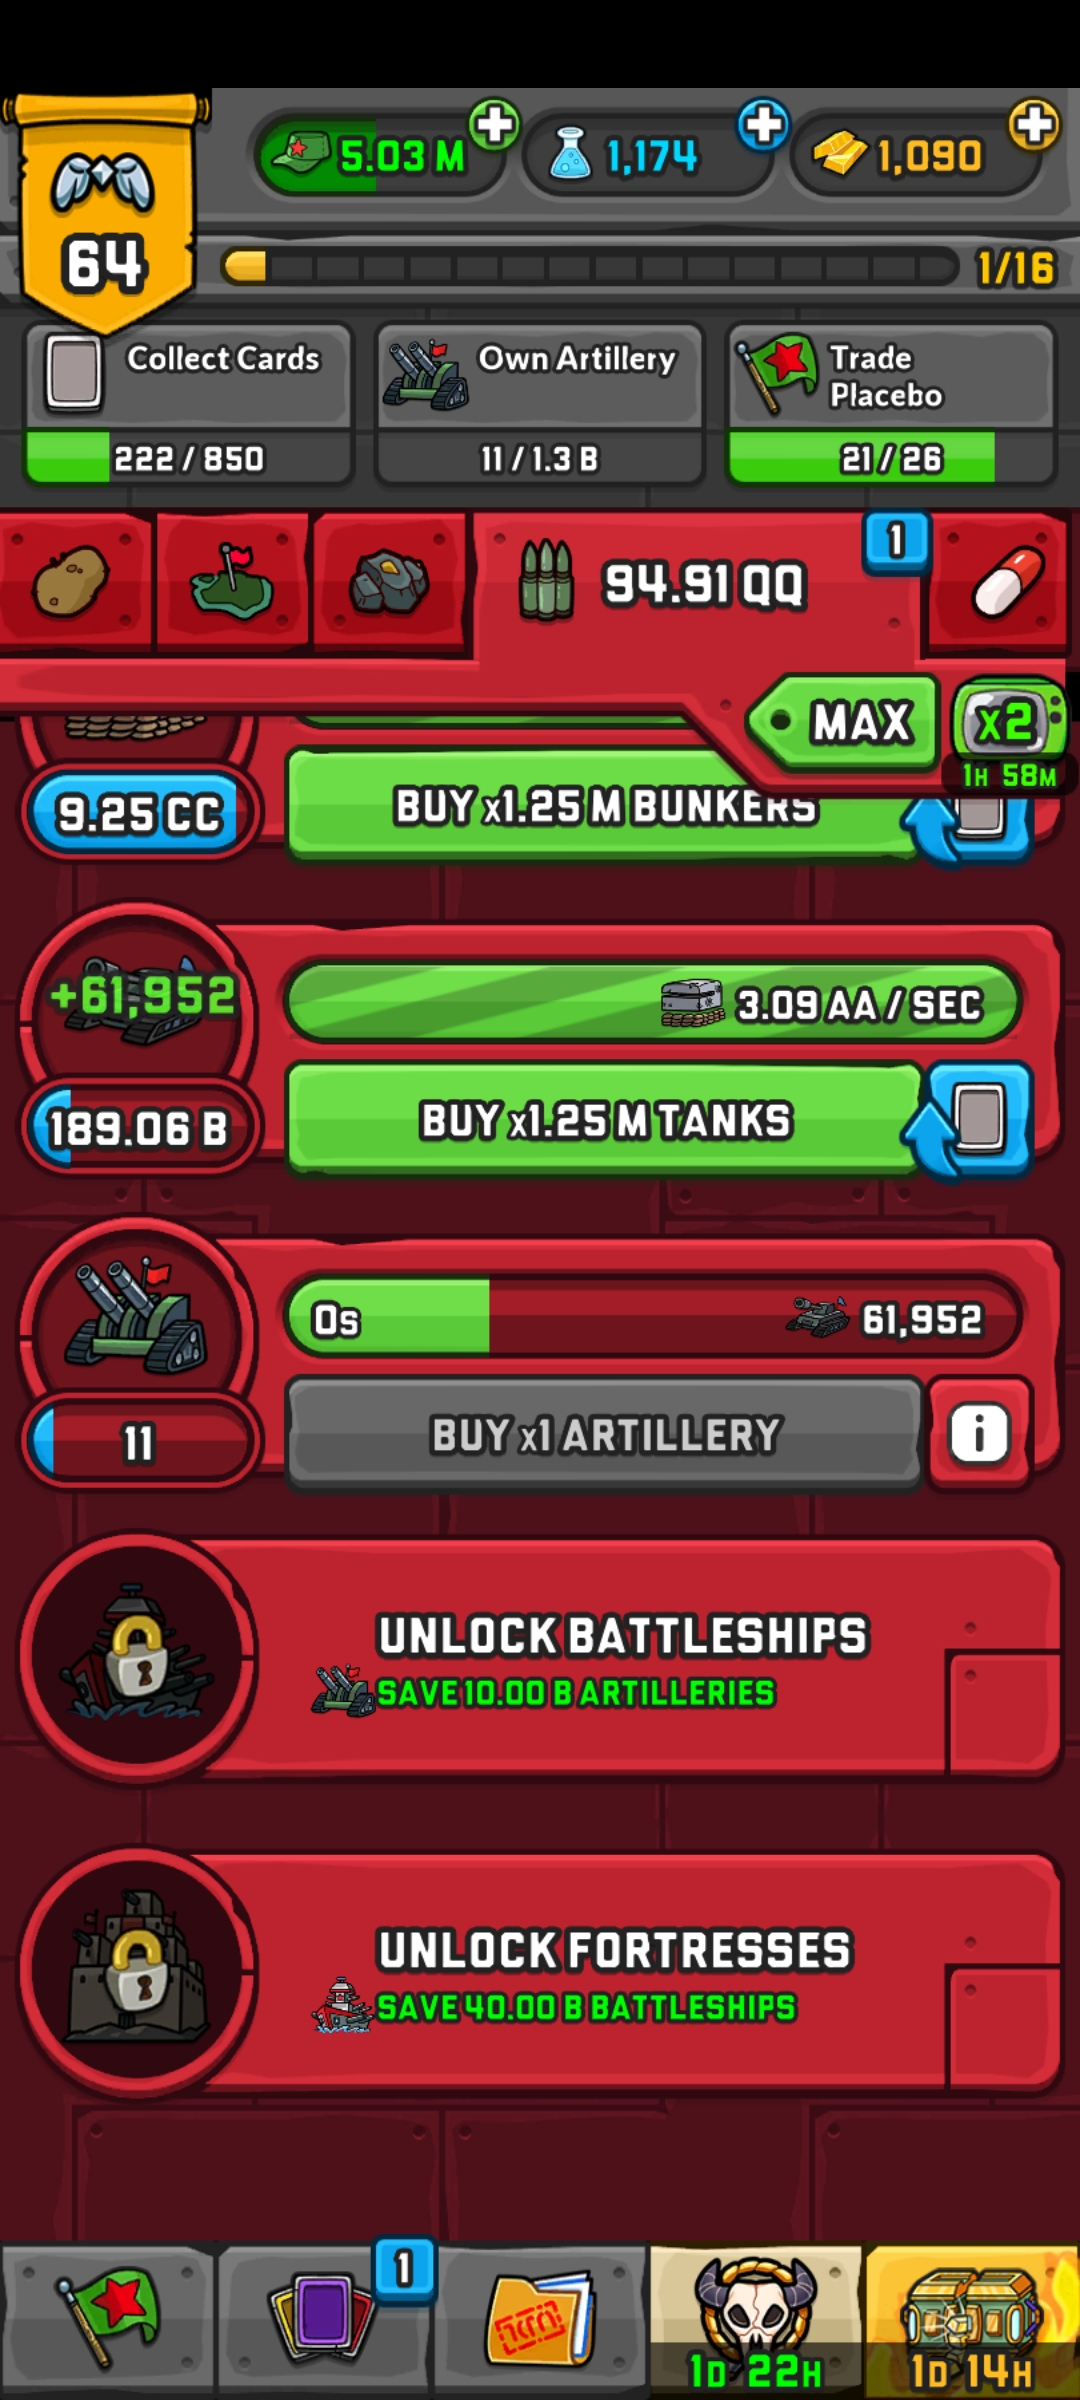 5.03 M
1,174
1,090
64
1/16
Collect Cards
222 / 850
Own Artillery
11 / 1.3 B
Trade
Placebo
21 / 26
94.91 QQ
1
MAX
x2
1H 58M
9.25 CC
BUY x1.25 M BUNKERS
+61,952
3.09 AA / SEC
189.06 B
BUY x1.25 M TANKS
0s
61,952
11
BUY x1 ARTILLERY
i
UNLOCK BATTLESHIPS
SAVE 10.00 B ARTILLERIES
UNLOCK FORTRESSES
SAVE 40.00 B BATTLESHIPS
1
1D 22H
1D 14H